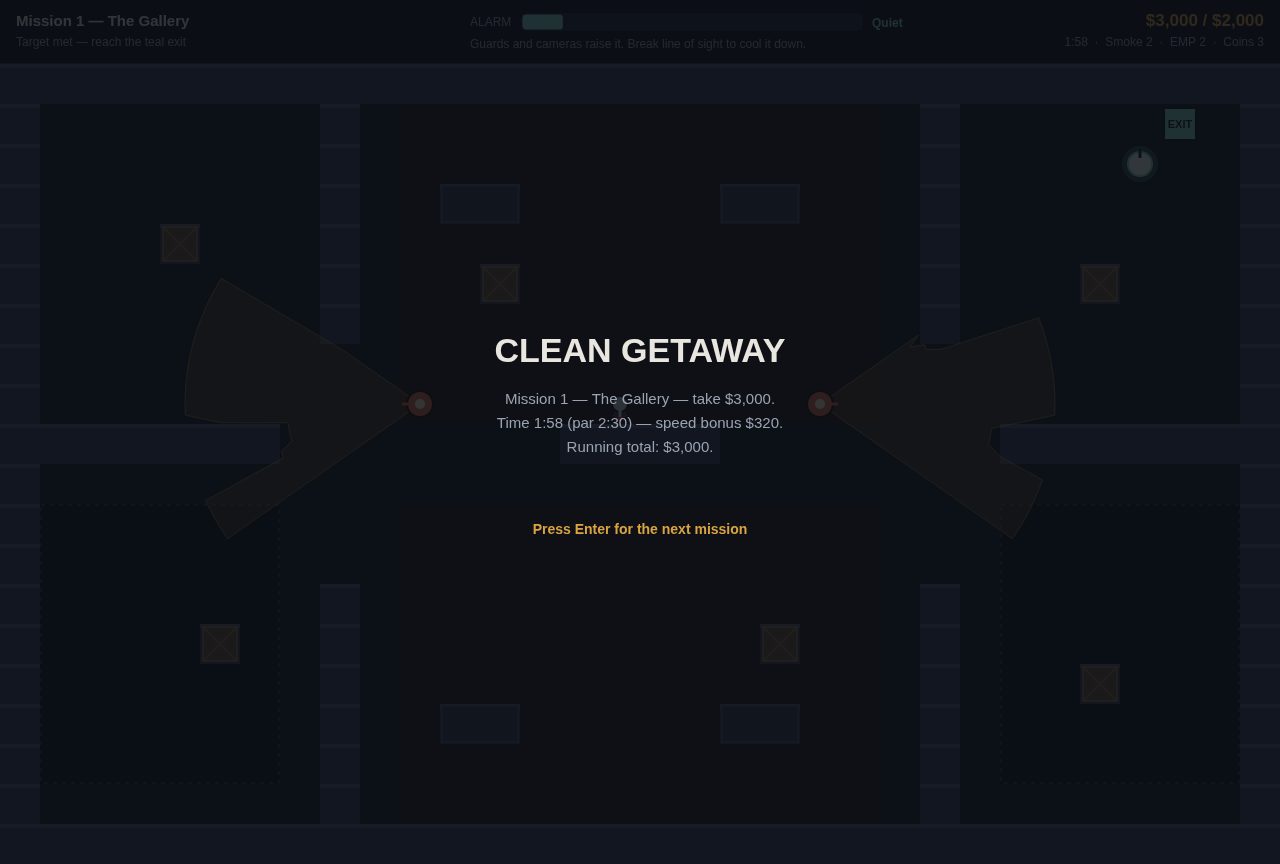 Mission 1 — The Gallery
Target met — reach the teal exit
ALARM
Quiet
Guards and cameras raise it. Break line of sight to cool it down.
$3,000 / $2,000
1:58 · Smoke 2 · EMP 2 · Coins 3
EXIT
CLEAN GETAWAY
Mission 1 — The Gallery — take $3,000.
Time 1:58 (par 2:30) — speed bonus $320.
Running total: $3,000.
Press Enter for the next mission